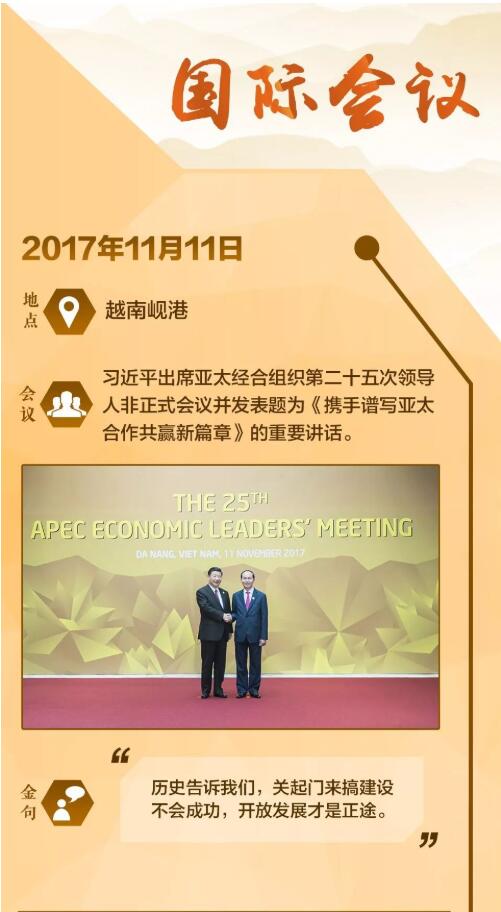 国际会议
2017年11月11日
地点
越南岘港
会议
习近平出席亚太经合组织第二十五次领导
人非正式会议并发表题为《携手谱写亚太
合作共赢新篇章》的重要讲话。
THE 25TH
APEC ECONOMIC LEADERS' MEETING
DA NANG, VIET NAM, 11 NOVEMBER 2017
金句
“
历史告诉我们，关起门来搞建设
不会成功，开放发展才是正途。
”